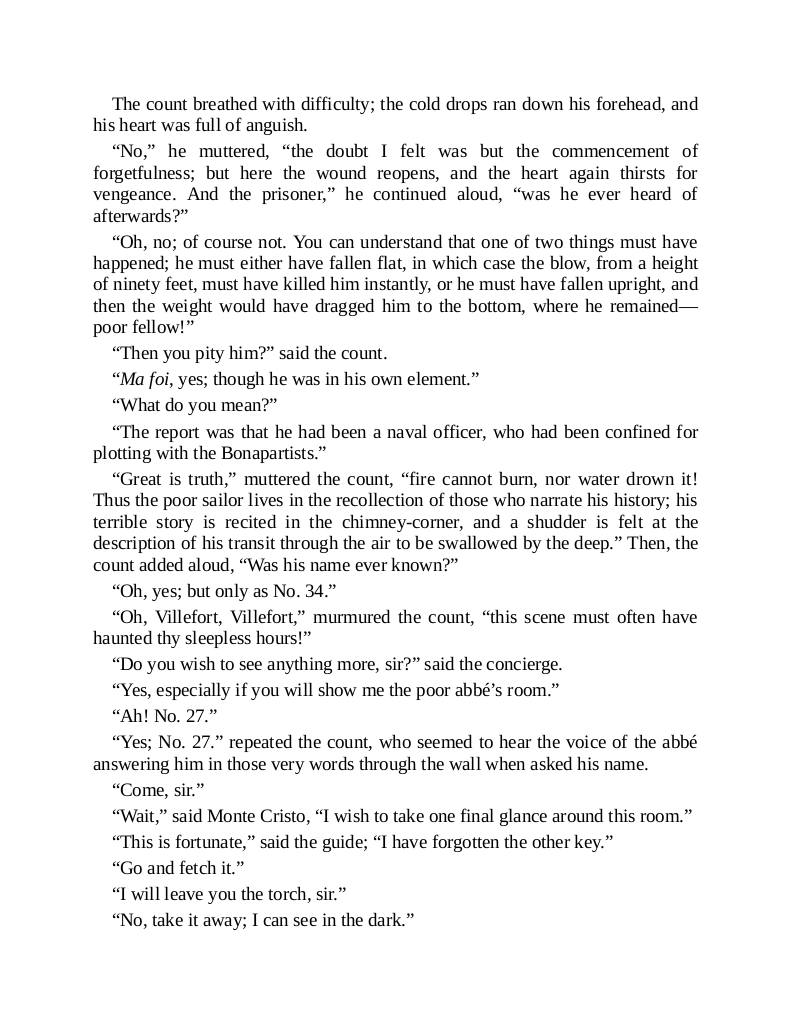 The count breathed with difficulty; the cold drops ran down his forehead, and
his heart was full of anguish.
“No,” he muttered, “the doubt I felt was but the commencement of
forgetfulness; but here the wound reopens, and the heart again thirsts for
vengeance. And the prisoner,” he continued aloud, “was he ever heard of
afterwards?”
“Oh, no; of course not. You can understand that one of two things must have
happened; he must either have fallen flat, in which case the blow, from a height
of ninety feet, must have killed him instantly, or he must have fallen upright, and
then the weight would have dragged him to the bottom, where he remained—
poor fellow!”
“Then you pity him?” said the count.
“Ma foi, yes; though he was in his own element.”
“What do you mean?”
“The report was that he had been a naval officer, who had been confined for
plotting with the Bonapartists.”
“Great is truth,” muttered the count, “fire cannot burn, nor water drown it!
Thus the poor sailor lives in the recollection of those who narrate his history; his
terrible story is recited in the chimney-corner, and a shudder is felt at the
description of his transit through the air to be swallowed by the deep.” Then, the
count added aloud, “Was his name ever known?”
“Oh, yes; but only as No. 34.”
“Oh, Villefort, Villefort,” murmured the count, “this scene must often have
haunted thy sleepless hours!”
“Do you wish to see anything more, sir?” said the concierge.
“Yes, especially if you will show me the poor abbé’s room.”
“Ah! No. 27.”
“Yes; No. 27.” repeated the count, who seemed to hear the voice of the abbé
answering him in those very words through the wall when asked his name.
“Come, sir.”
“Wait,” said Monte Cristo, “I wish to take one final glance around this room.”
“This is fortunate,” said the guide; “I have forgotten the other key.”
“Go and fetch it.”
“I will leave you the torch, sir.”
“No, take it away; I can see in the dark.”